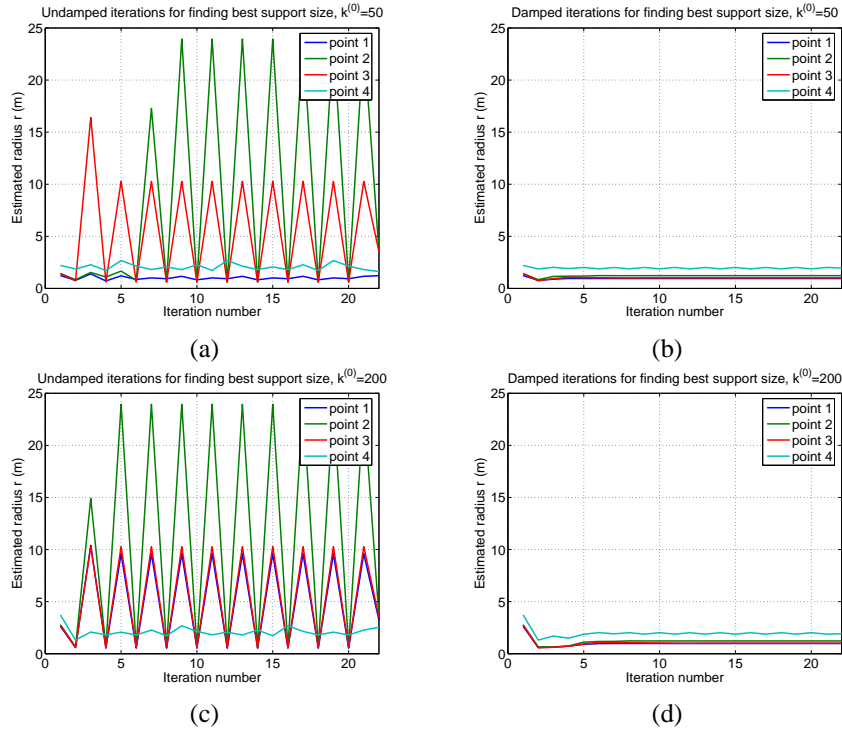 Undamped iterations for finding best support size, k(0)=50
25
20
15
10
5
0
0 5 10 15 20
Estimated radius r (m)
Iteration number
point 1
point 2
point 3
point 4
(a)
Damped iterations for finding best support size, k(0)=50
25
20
15
10
5
0
0 5 10 15 20
Estimated radius r (m)
Iteration number
point 1
point 2
point 3
point 4
(b)
Undamped iterations for finding best support size, k(0)=200
25
20
15
10
5
0
0 5 10 15 20
Estimated radius r (m)
Iteration number
point 1
point 2
point 3
point 4
(c)
Damped iterations for finding best support size, k(0)=200
25
20
15
10
5
0
0 5 10 15 20
Estimated radius r (m)
Iteration number
point 1
point 2
point 3
point 4
(d)